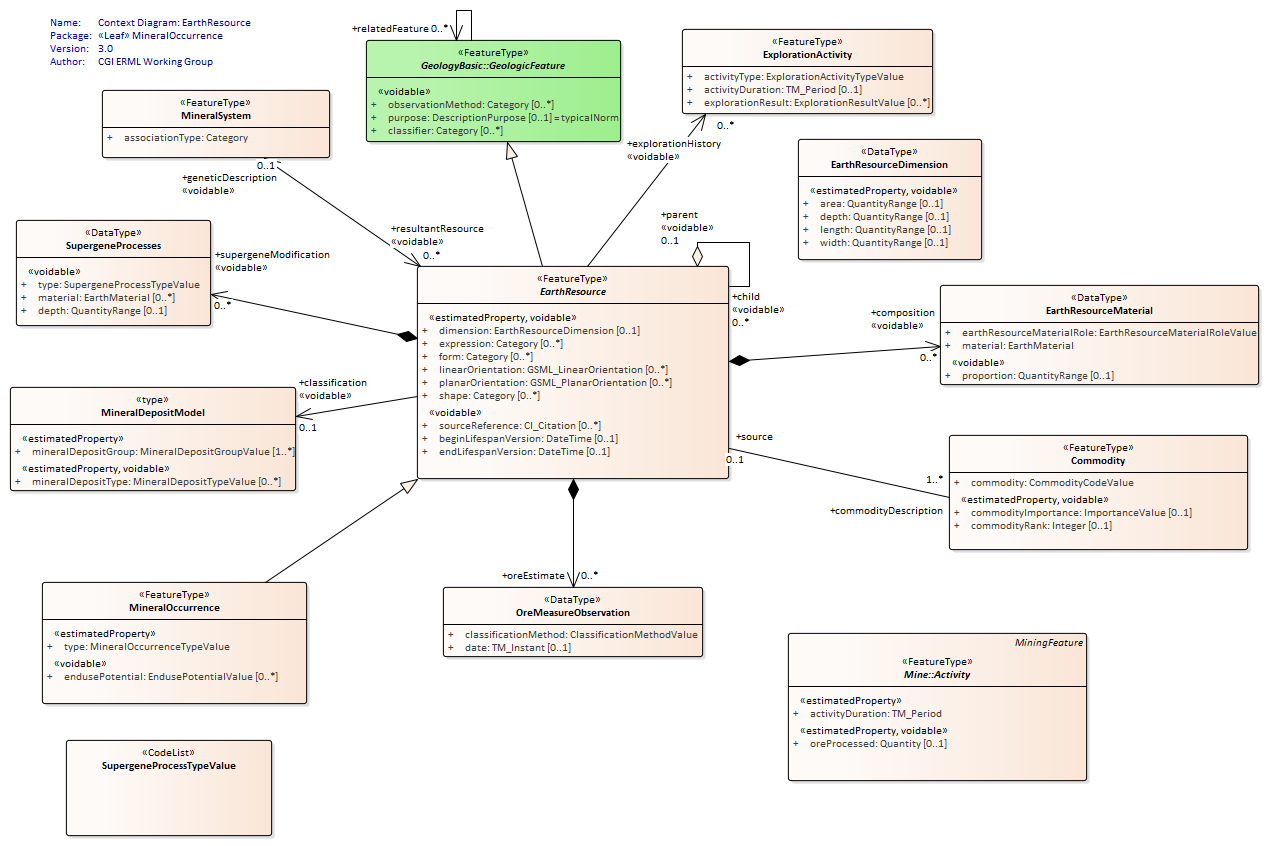 Name: Context Diagram: EarthResource
Package: «Leaf» MineralOccurrence
Version: 3.0
Author: CGI ERML Working Group
+relatedFeature 0..*
«FeatureType»
GeologyBasic::GeologicFeature
«voidable»
+ observationMethod: Category [0..*]
+ purpose: DescriptionPurpose [0..1] = typicalNorm
+ classifier: Category [0..*]
«FeatureType»
ExplorationActivity
+ activityType: ExplorationActivityTypeValue
+ activityDuration: TM_Period [0..1]
+ explorationResult: ExplorationResultValue [0..*]
0..*
+explorationHistory
«voidable»
«FeatureType»
MineralSystem
+ associationType: Category
0..1
+geneticDescription
«voidable»
+resultantResource
«voidable»
0..*
+parent
«voidable»
0..1
+child
«voidable»
0..*
«DataType»
EarthResourceDimension
«estimatedProperty, voidable»
+ area: QuantityRange [0..1]
+ depth: QuantityRange [0..1]
+ length: QuantityRange [0..1]
+ width: QuantityRange [0..1]
«DataType»
SupergeneProcesses
«voidable»
+ type: SupergeneProcessTypeValue
+ material: EarthMaterial [0..*]
+ depth: QuantityRange [0..1]
+supergeneModification
«voidable»
0..*
«FeatureType»
EarthResource
«estimatedProperty, voidable»
+ dimension: EarthResourceDimension [0..1]
+ expression: Category [0..*]
+ form: Category [0..*]
+ linearOrientation: GSML_LinearOrientation [0..*]
+ planarOrientation: GSML_PlanarOrientation [0..*]
+ shape: Category [0..*]
«voidable»
+ sourceReference: CI_Citation [0..*]
+ beginLifespanVersion: DateTime [0..1]
+ endLifespanVersion: DateTime [0..1]
+composition
«voidable»
0..*
«DataType»
EarthResourceMaterial
+ earthResourceMaterialRole: EarthResourceMaterialRoleValue
+ material: EarthMaterial
«voidable»
+ proportion: QuantityRange [0..1]
+classification
«voidable»
0..1
«type»
MineralDepositModel
«estimatedProperty»
+ mineralDepositGroup: MineralDepositGroupValue [1..*]
«estimatedProperty, voidable»
+ mineralDepositType: MineralDepositTypeValue [0..*]
+source
0..1
1..*
+commodityDescription
«FeatureType»
Commodity
+ commodity: CommodityCodeValue
«estimatedProperty, voidable»
+ commodityImportance: ImportanceValue [0..1]
+ commodityRank: Integer [0..1]
+oreEstimate 0..*
«FeatureType»
MineralOccurrence
«estimatedProperty»
+ type: MineralOccurrenceTypeValue
«voidable»
+ endusePotential: EndusePotentialValue [0..*]
«DataType»
OreMeasureObservation
+ classificationMethod: ClassificationMethodValue
+ date: TM_Instant [0..1]
MiningFeature
«FeatureType»
Mine::Activity
«estimatedProperty»
+ activityDuration: TM_Period
«estimatedProperty, voidable»
+ oreProcessed: Quantity [0..1]
«CodeList»
SupergeneProcessTypeValue